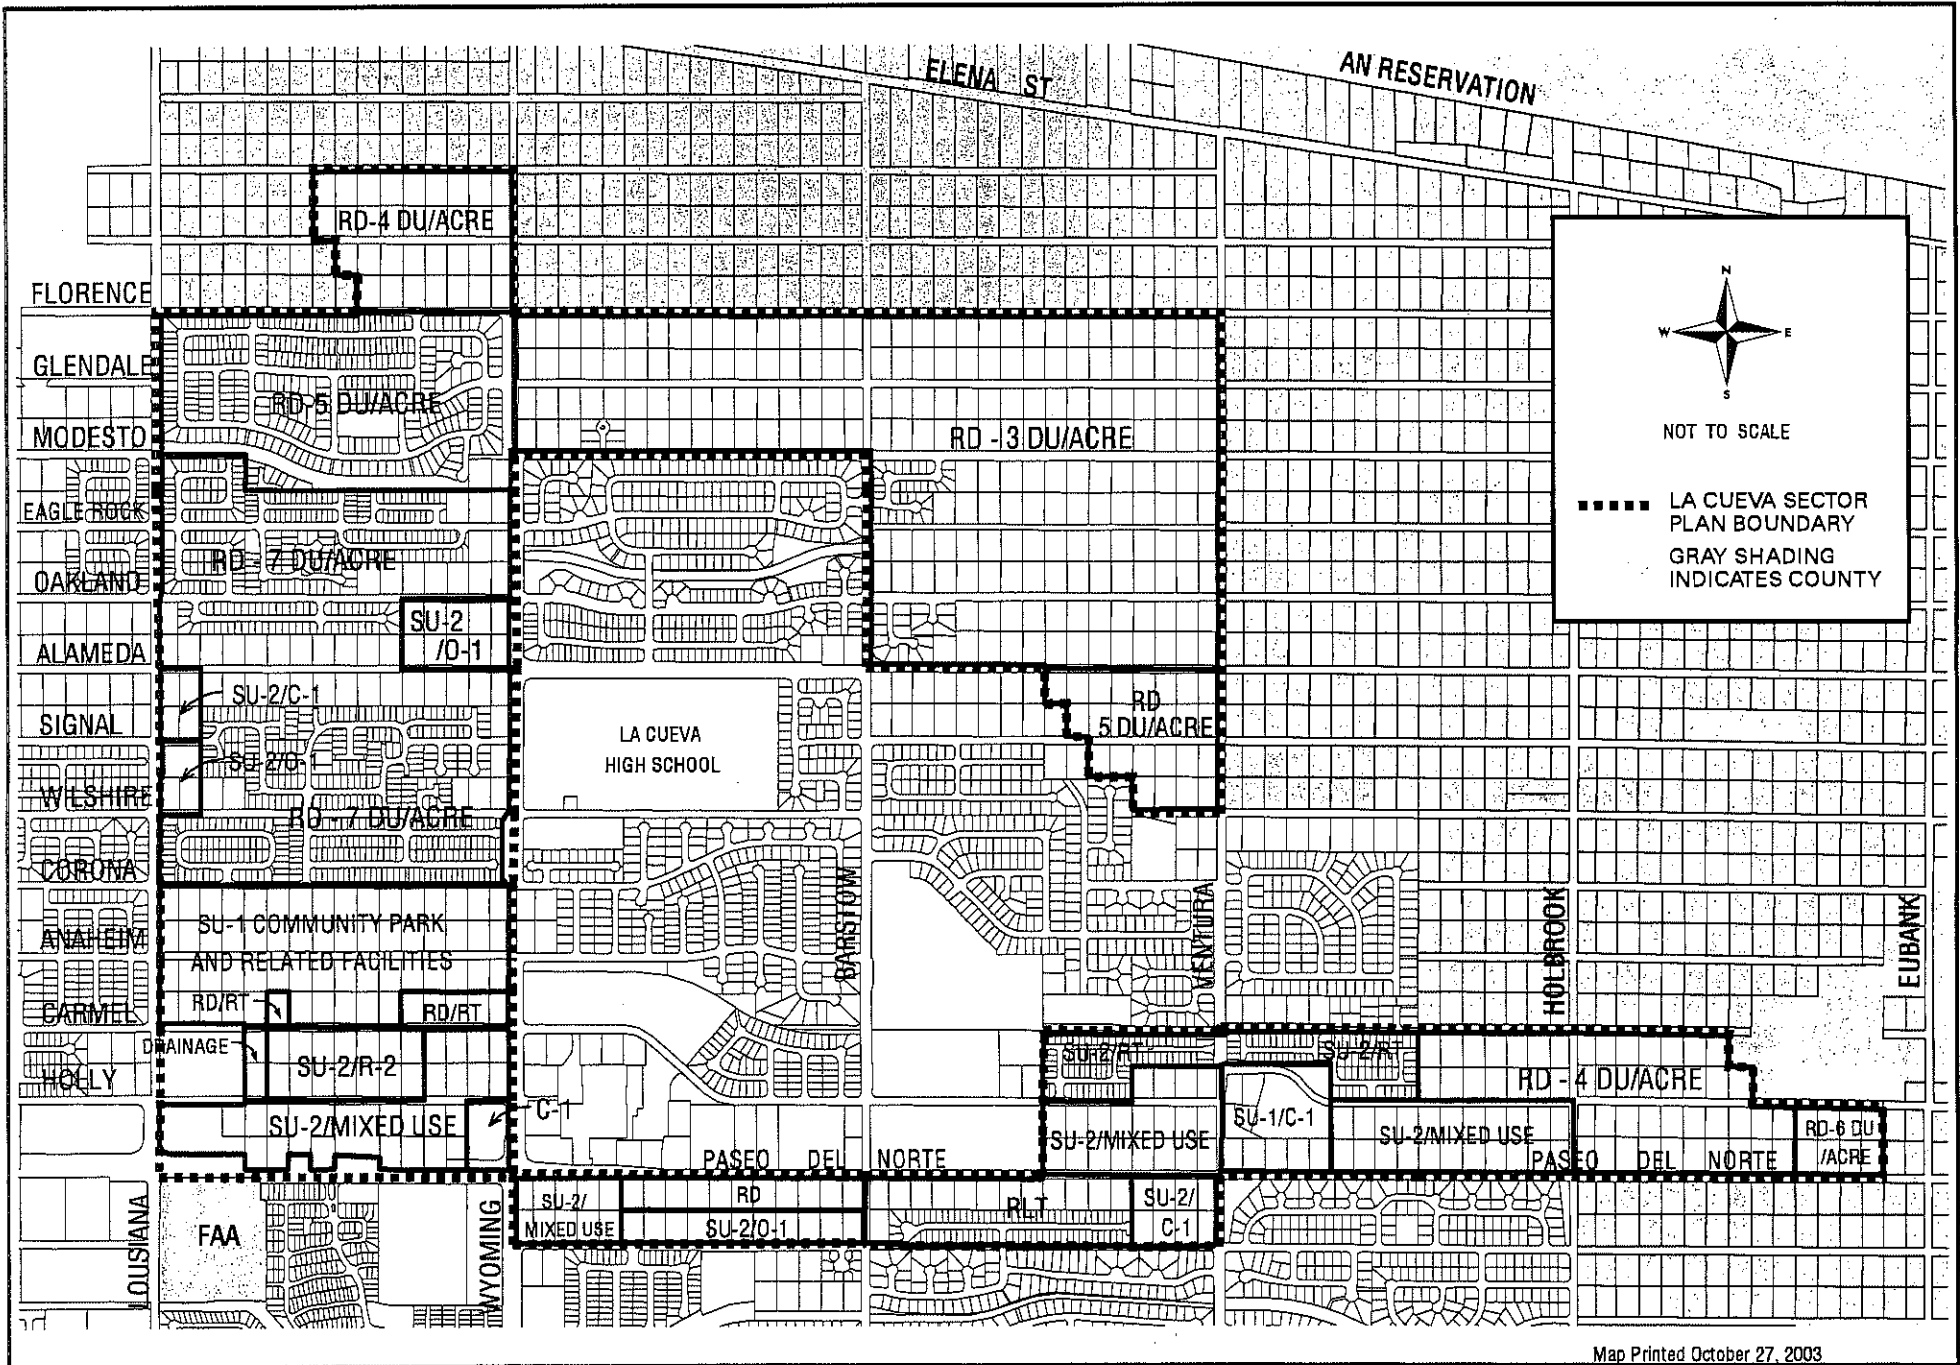 ELENA ST
AN RESERVATION
RD-4 DU/ACRE
FLORENCE
GLENDALE
RD-5 DU/ACRE
MODESTO
RD - 3 DU/ACRE
EAGLE ROCK
RD - 7 DU/ACRE
OAKLAND
SU-2
/O-1
ALAMEDA
SU-2/C-1
SIGNAL
SU-2/O-1
WILSHIRE
RD - 7 DU/ACRE
CORONA
LA CUEVA
HIGH SCHOOL
RD
5 DU/ACRE
N
W
E
S
NOT TO SCALE
LA CUEVA SECTOR
PLAN BOUNDARY
GRAY SHADING
INDICATES COUNTY
SU-1 COMMUNITY PARK
ANAHEIM
AND RELATED FACILITIES
RD/RT
RD/RT
CARMEL
DRAINAGE
SU-2/R-2
HOLLY
C-1
SU-2/MIXED USE
BARSTOW
VENTURA
HOLBROOK
EUBANK
SU-2/RT
SU-2/RT
RD - 4 DU/ACRE
SU-2/MIXED USE
SU-1/C-1
SU-2/MIXED USE
RD-6 DU
/ACRE
PASEO DEL NORTE
PASEO DEL NORTE
LOUSIANA
FAA
WYOMING
SU-2/
MIXED USE
RD
SU-2/O-1
RLT
SU-2/
C-1
Map Printed October 27, 2003